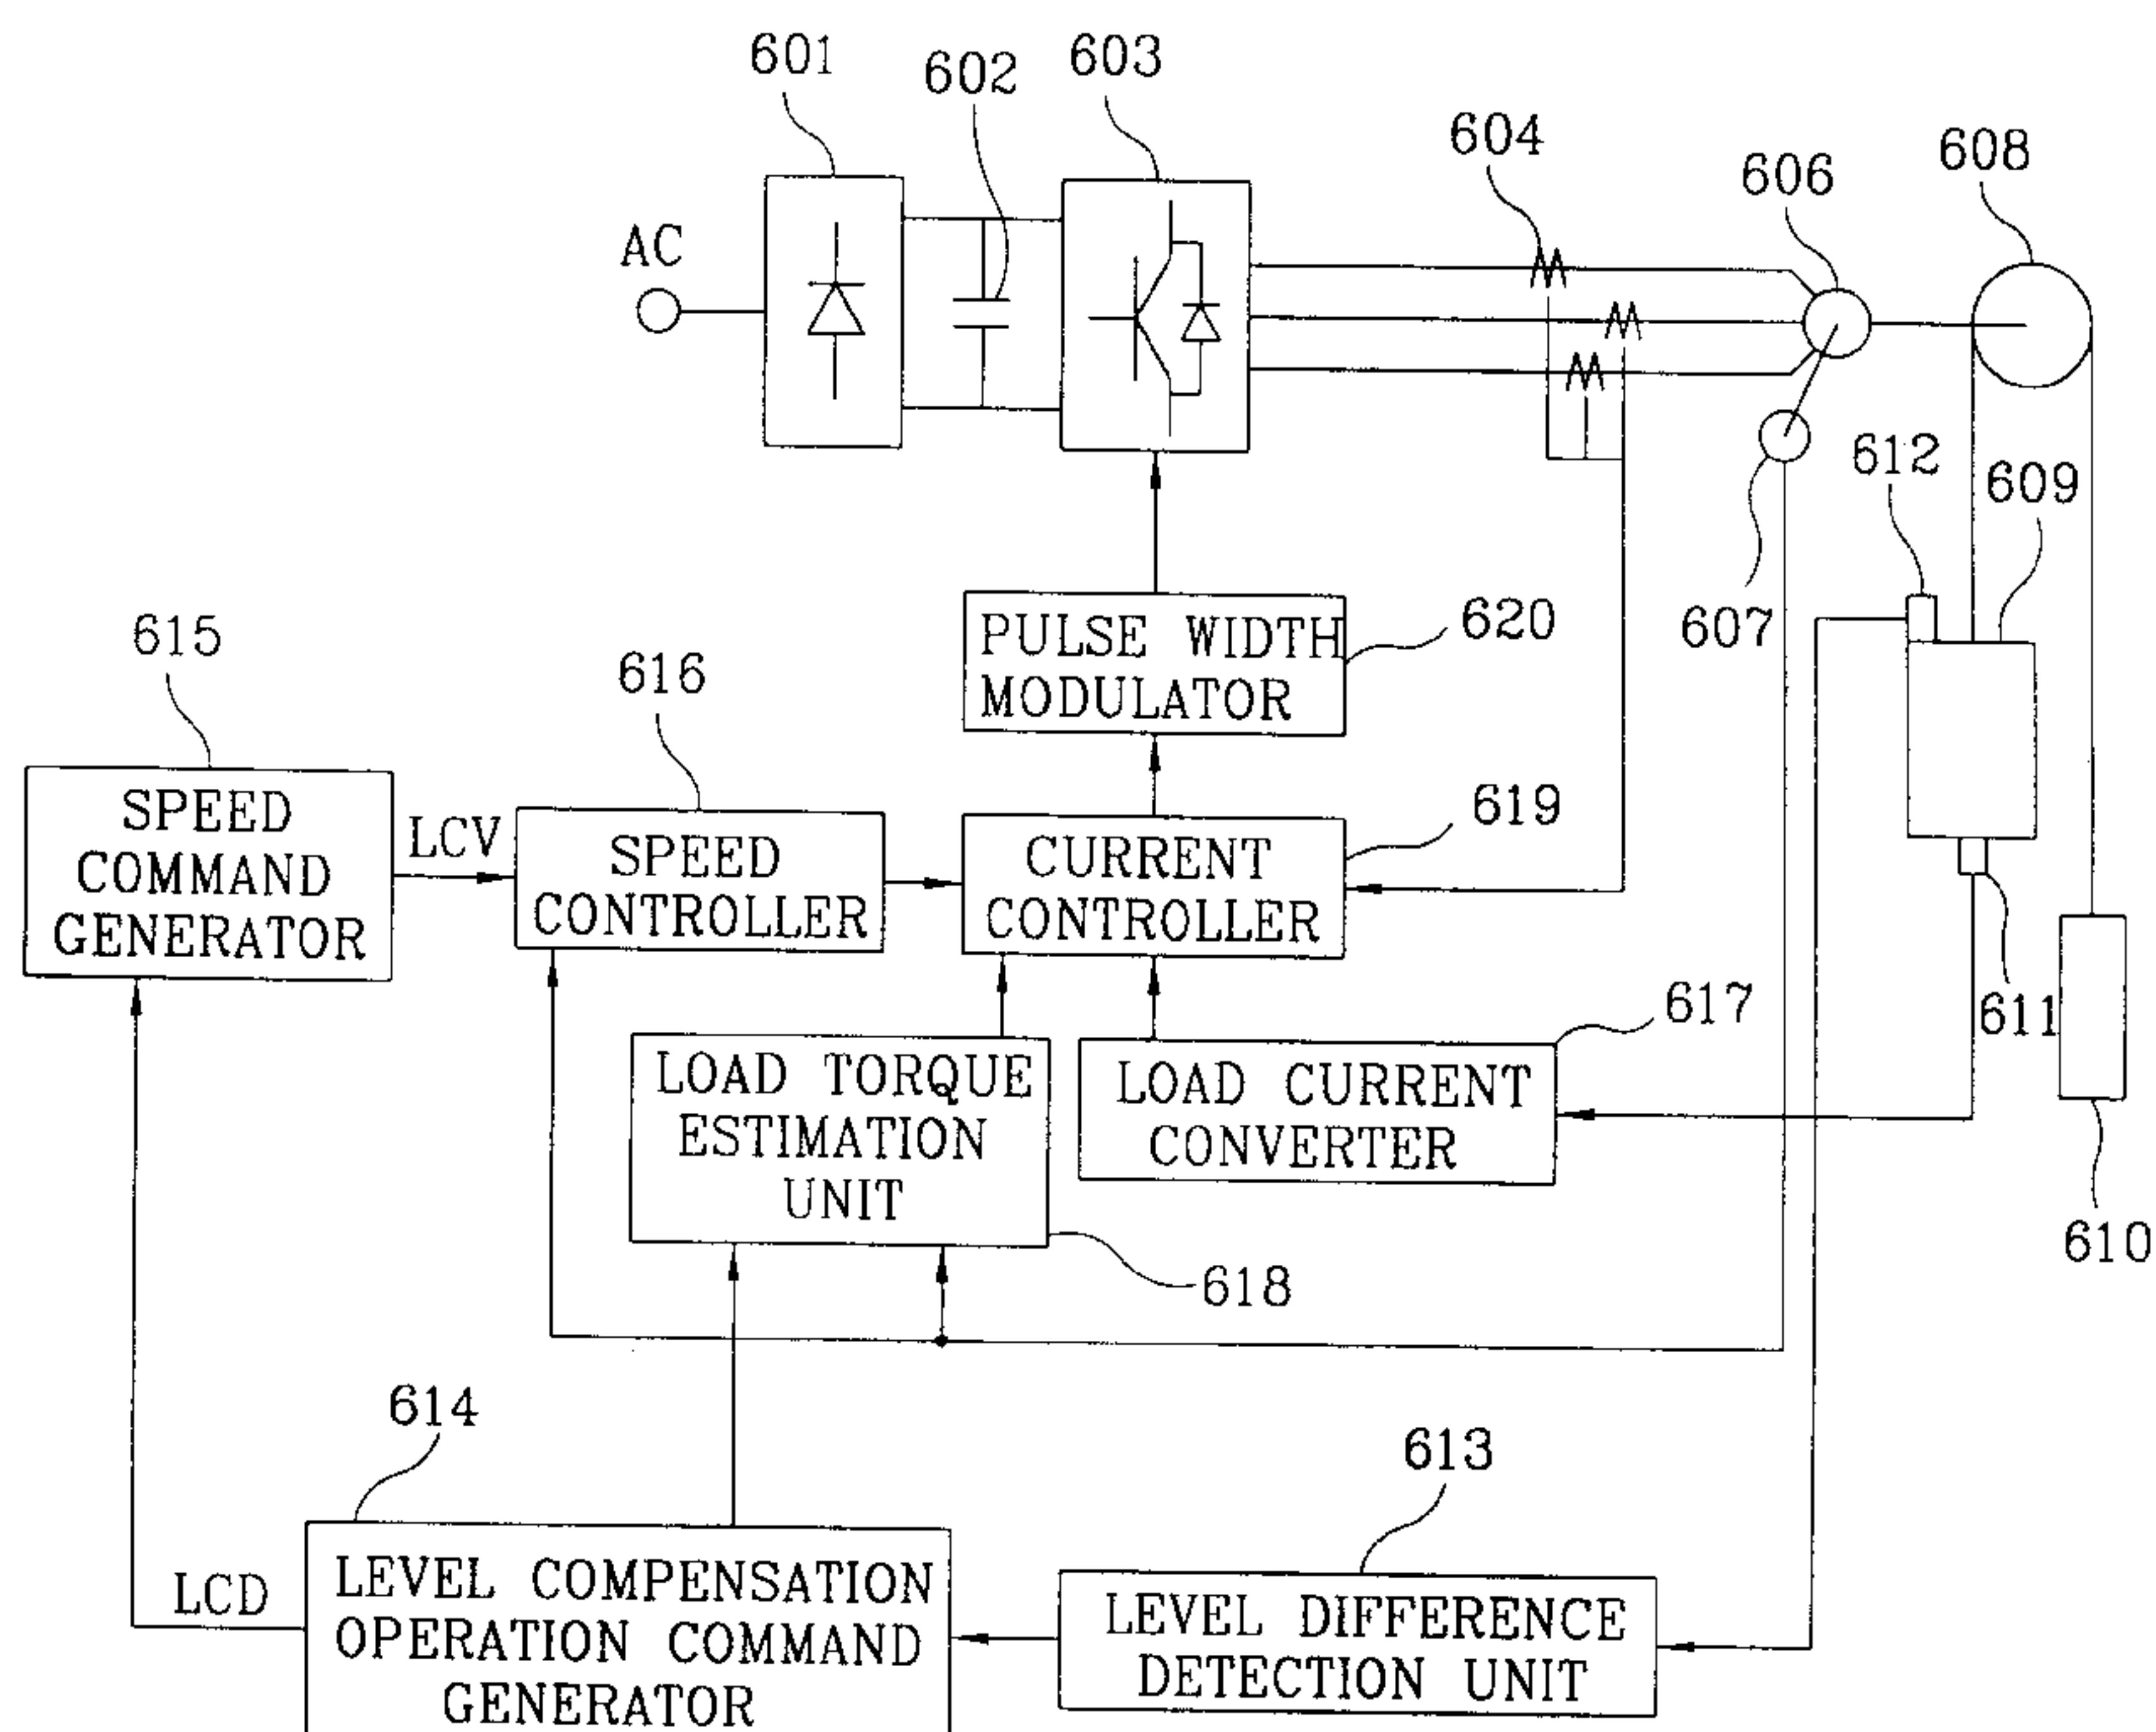 601
602
603
604
606
608
AC
612
609
607
615
616
PULSE WIDTH
MODULATOR
620
SPEED
COMMAND
GENERATOR
LCV
SPEED
CONTROLLER
CURRENT
CONTROLLER
619
611
617
LOAD TORQUE
ESTIMATION
UNIT
LOAD CURRENT
CONVERTER
610
618
614
613
LCD
LEVEL COMPENSATION
OPERATION COMMAND
GENERATOR
LEVEL DIFFERENCE
DETECTION UNIT